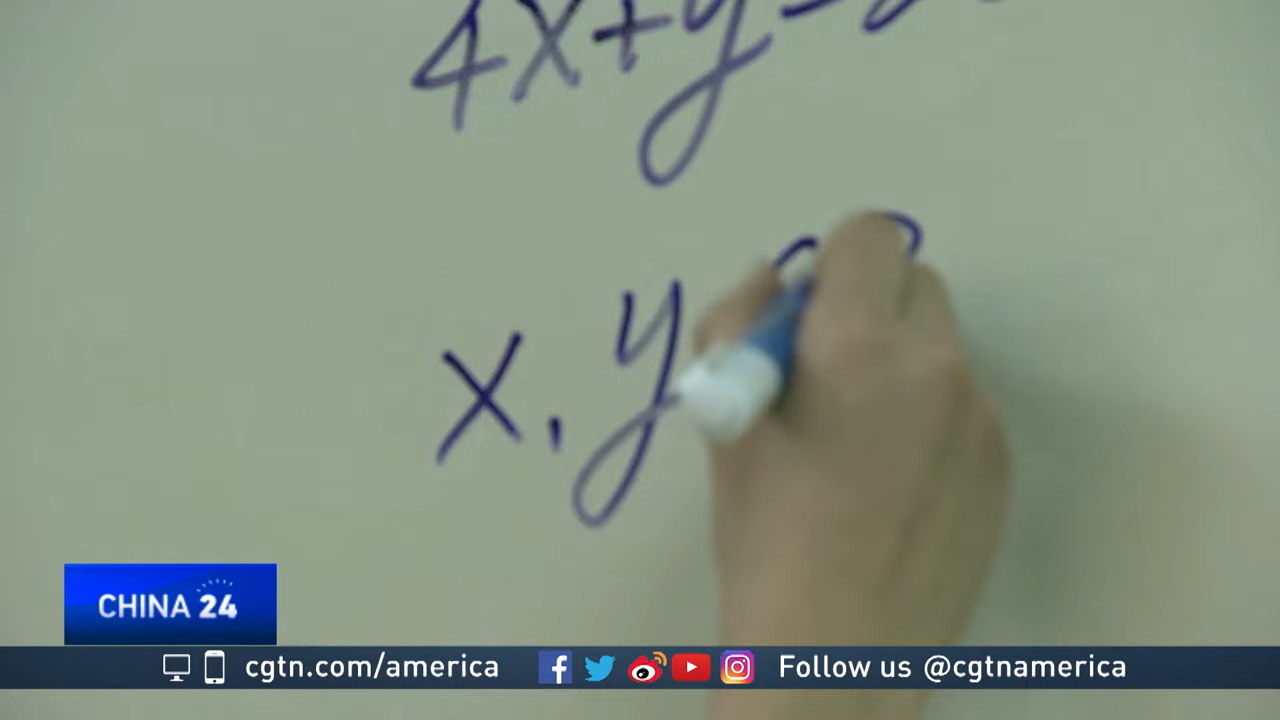 4x+y=
x,y
CHINA 24
cgtn.com/america
Follow us @cgtnamerica